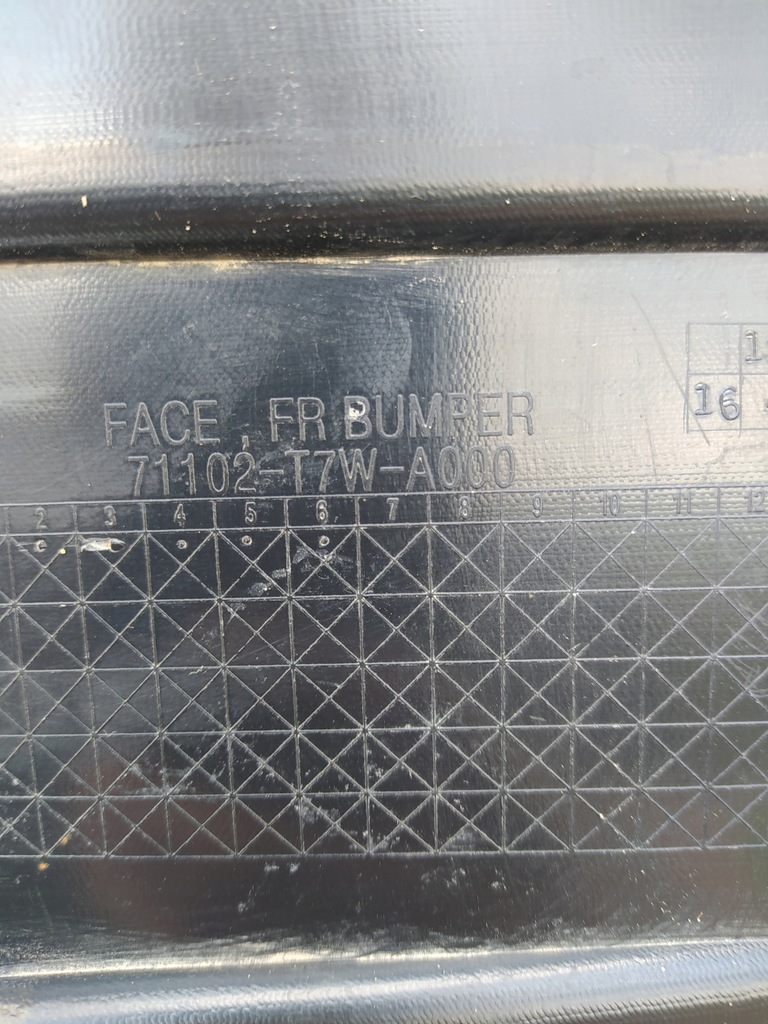 FACE , FR BUMPER
71102-T7W-A000
16
2 3 4 5 6 7 8 9 10 11 12